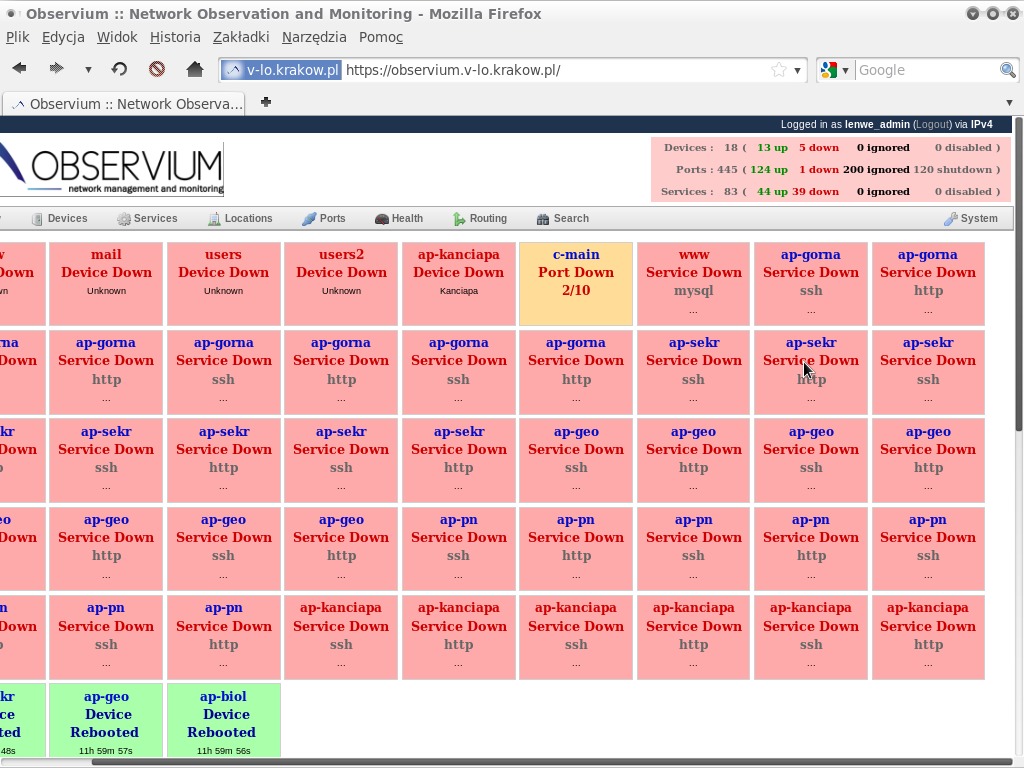 Observium :: Network Observation and Monitoring - Mozilla Firefox
Plik Edycja Widok Historia Zakładki Narzędzia Pomoc
v-lo.krakow.pl https://observium.v-lo.krakow.pl/ Google
Observium :: Network Observa...
Logged in as lenwe_admin (Logout) via IPv4
OBSERVIUM
network management and monitoring
Devices : 18 ( 13 up 5 down 0 ignored 0 disabled )
Ports : 445 ( 124 up 1 down 200 ignored 120 shutdown )
Services : 83 ( 44 up 39 down 0 ignored 0 disabled )
Devices Services Locations Ports Health Routing Search System
mail users users2 ap-kanciapa c-main www ap-gorna ap-gorna
Down Device Down Device Down Device Down Device Down Port Down Service Down Service Down Service Down
Unknown Unknown Unknown Kanciapa 2/10 mysql ssh http
... ... ...
ap-gorna ap-gorna ap-gorna ap-gorna ap-gorna ap-sekr ap-sekr ap-sekr
Down Service Down Service Down Service Down Service Down Service Down Service Down Service Down Service Down
http ssh http ssh http ssh http ssh
... ... ... ... ... ... ... ...
kr ap-sekr ap-sekr ap-sekr ap-sekr ap-geo ap-geo ap-geo ap-geo
Down Service Down Service Down Service Down Service Down Service Down Service Down Service Down Service Down
ssh http ssh http ssh http ssh http
... ... ... ... ... ... ... ...
eo ap-geo ap-geo ap-geo ap-pn ap-pn ap-pn ap-pn ap-pn
Down Service Down Service Down Service Down Service Down Service Down Service Down Service Down Service Down
http ssh http ssh http ssh http ssh
... ... ... ... ... ... ... ...
n ap-pn ap-pn ap-kanciapa ap-kanciapa ap-kanciapa ap-kanciapa ap-kanciapa ap-kanciapa
Down Service Down Service Down Service Down Service Down Service Down Service Down Service Down Service Down
ssh http ssh http ssh http ssh http
... ... ... ... ... ... ... ...
kr ap-geo ap-biol
ce Device Device
ted Rebooted Rebooted
48s 11h 59m 57s 11h 59m 56s